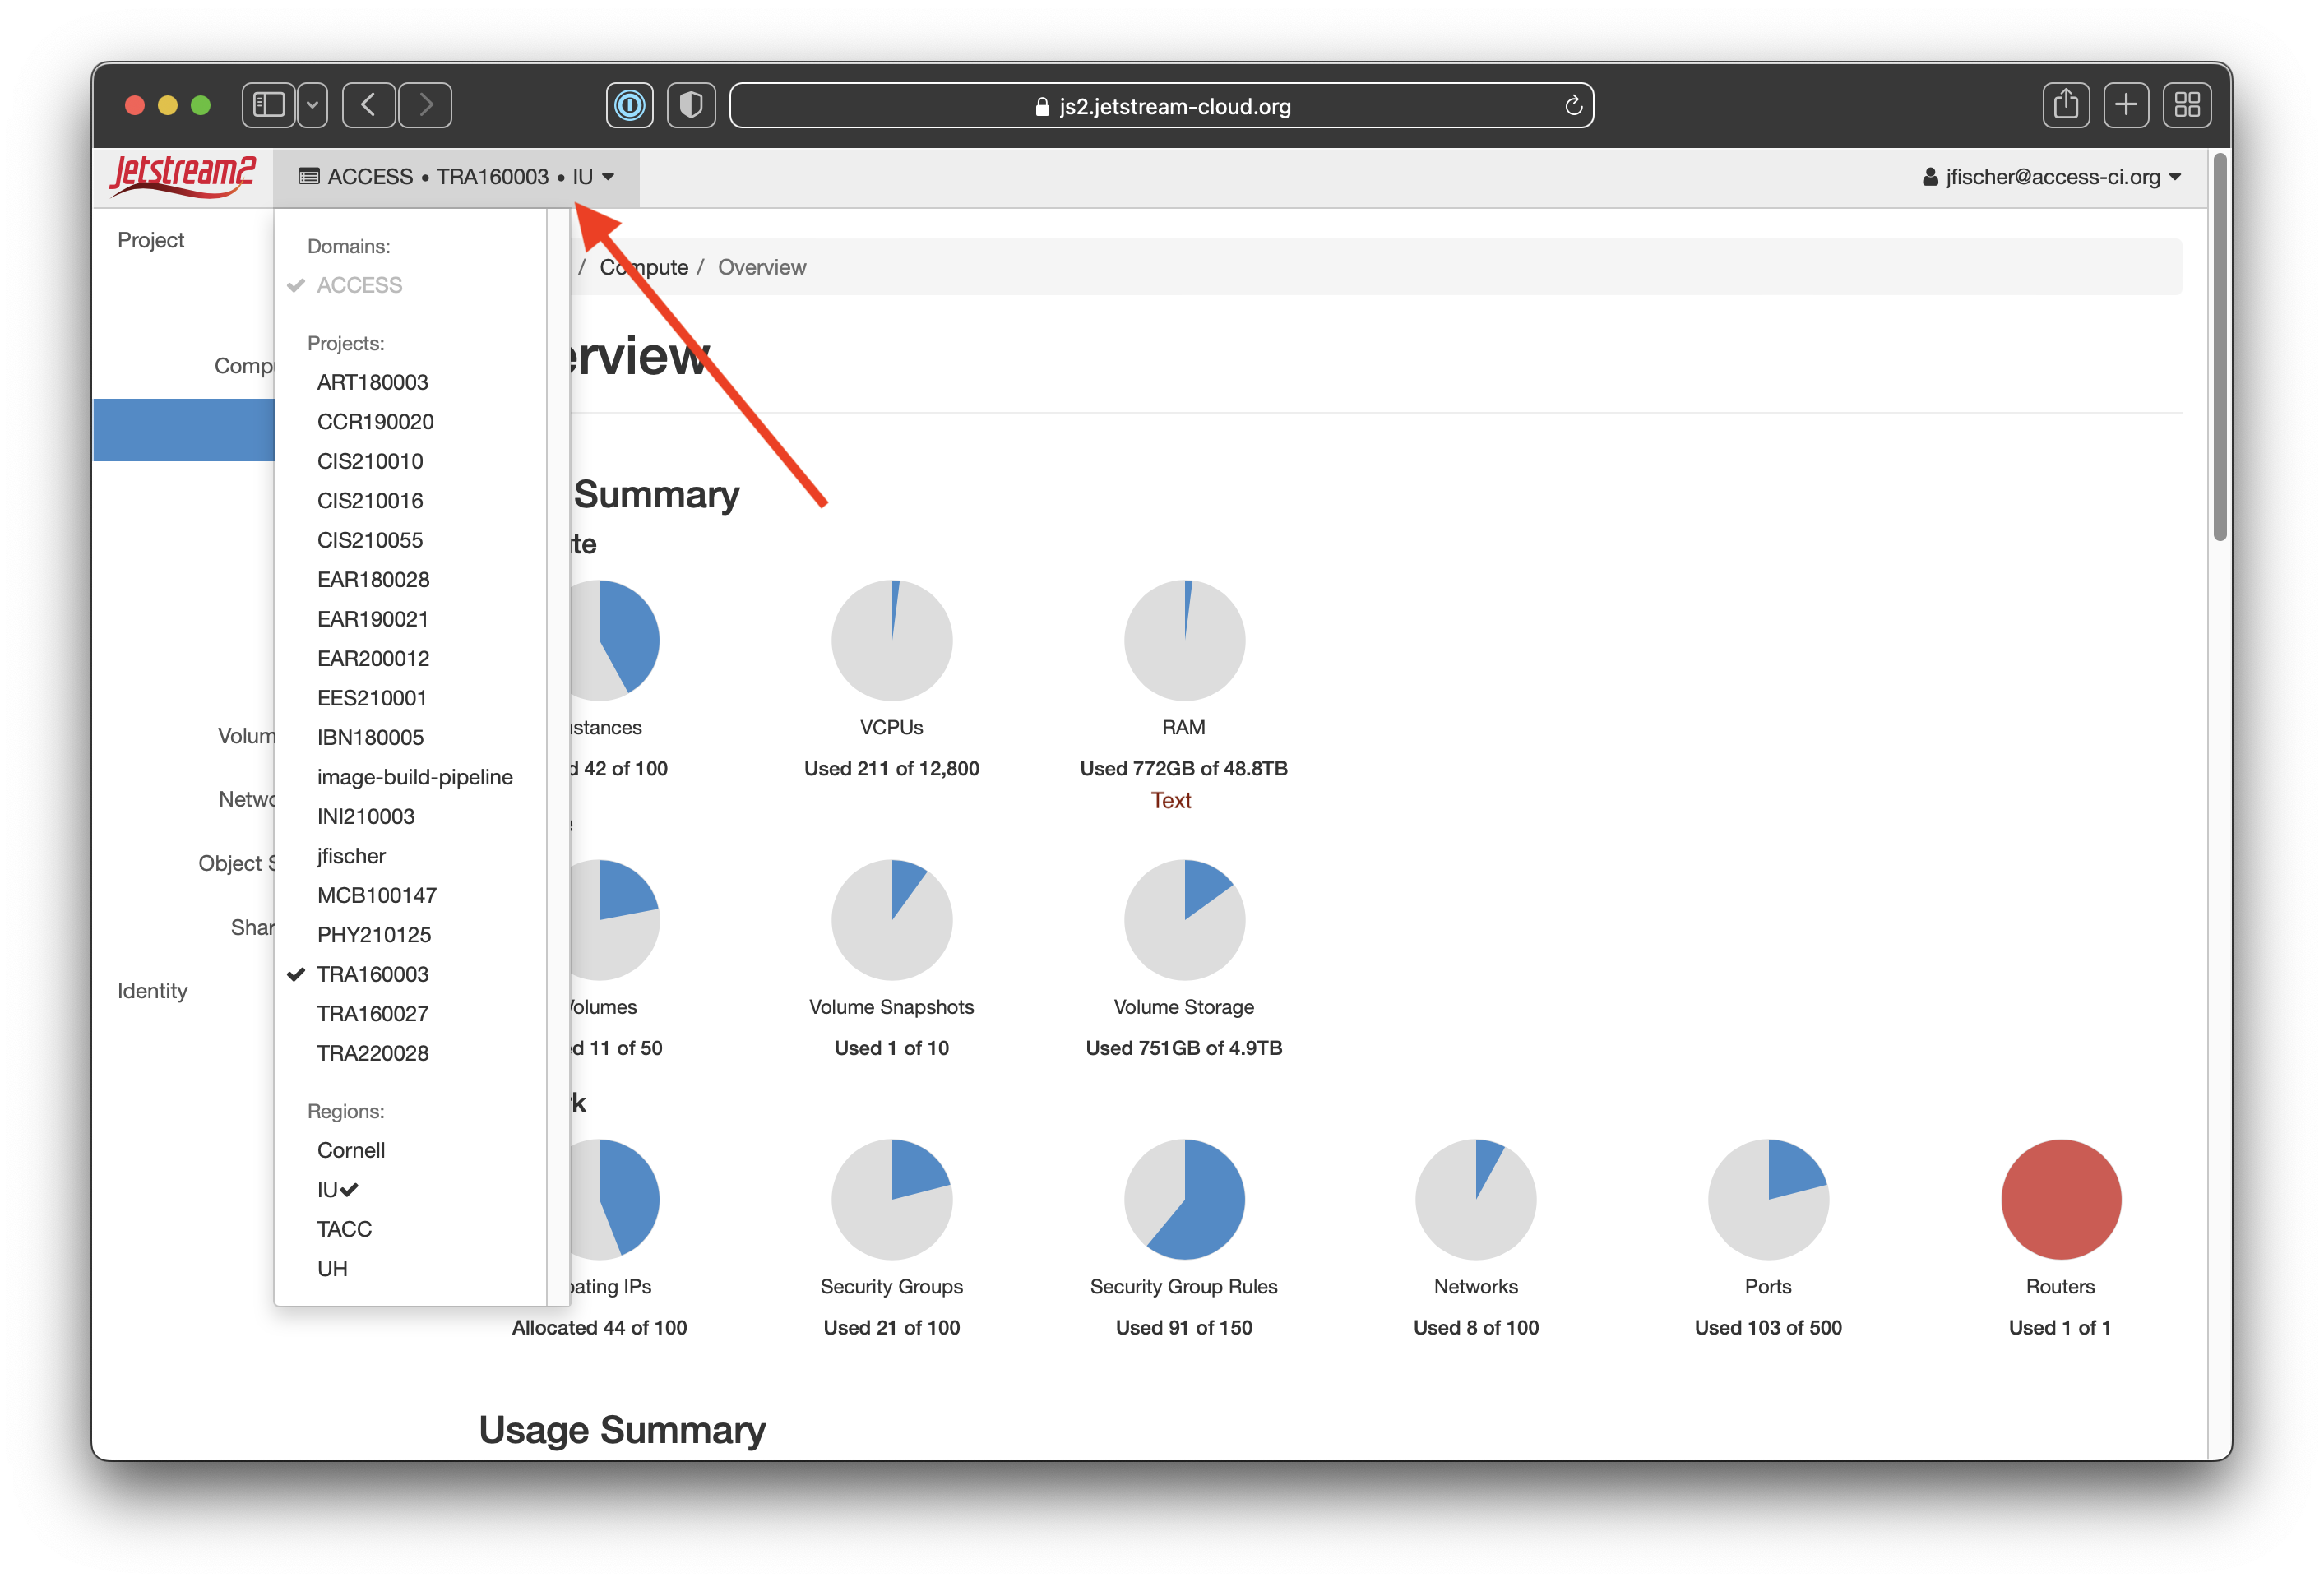 js2.jetstream-cloud.org
Jetstream2
ACCESS • TRA160003 • IU
jfischer@access-ci.org
Project
Domains:
ACCESS
/ Compute / Overview
Projects:
erview
Comp
ART180003
CCR190020
CIS210010
CIS210016
Summary
CIS210055
te
EAR180028
EAR190021
EAR200012
EES210001
IBN180005
image-build-pipeline
INI210003
jfischer
MCB100147
PHY210125
TRA160003
TRA160027
TRA220028
Regions:
Cornell
IU
TACC
UH
Volum
Netwo
Object S
Shar
Identity
nstances VCPUs RAM
d 42 of 100 Used 211 of 12,800 Used 772GB of 48.8TB
Text
e
Volumes Volume Snapshots Volume Storage
d 11 of 50 Used 1 of 10 Used 751GB of 4.9TB
rk
oating IPs Security Groups Security Group Rules Networks Ports Routers
Allocated 44 of 100 Used 21 of 100 Used 91 of 150 Used 8 of 100 Used 103 of 500 Used 1 of 1
Usage Summary